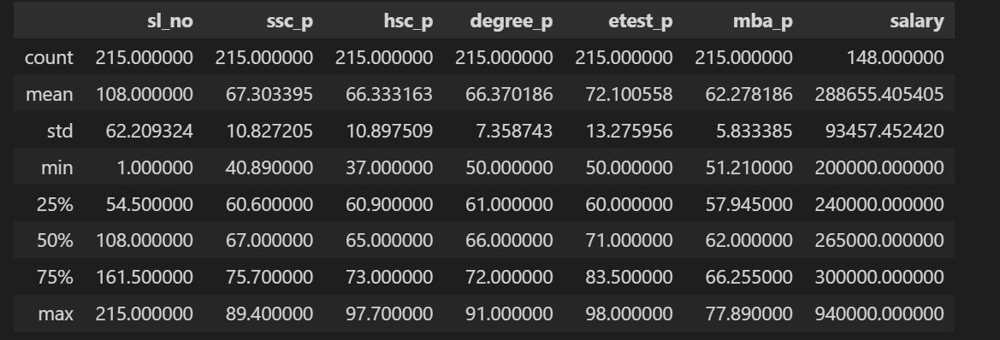 sl_no ssc_p hsc_p degree_p etest_p mba_p salary
count 215.000000 215.000000 215.000000 215.000000 215.000000 215.000000 148.000000
mean 108.000000 67.303395 66.333163 66.370186 72.100558 62.278186 288655.405405
std 62.209324 10.827205 10.897509 7.358743 13.275956 5.833385 93457.452420
min 1.000000 40.890000 37.000000 50.000000 50.000000 51.210000 200000.000000
25% 54.500000 60.600000 60.900000 61.000000 60.000000 57.945000 240000.000000
50% 108.000000 67.000000 65.000000 66.000000 71.000000 62.000000 265000.000000
75% 161.500000 75.700000 73.000000 72.000000 83.500000 66.255000 300000.000000
max 215.000000 89.400000 97.700000 91.000000 98.000000 77.890000 940000.000000